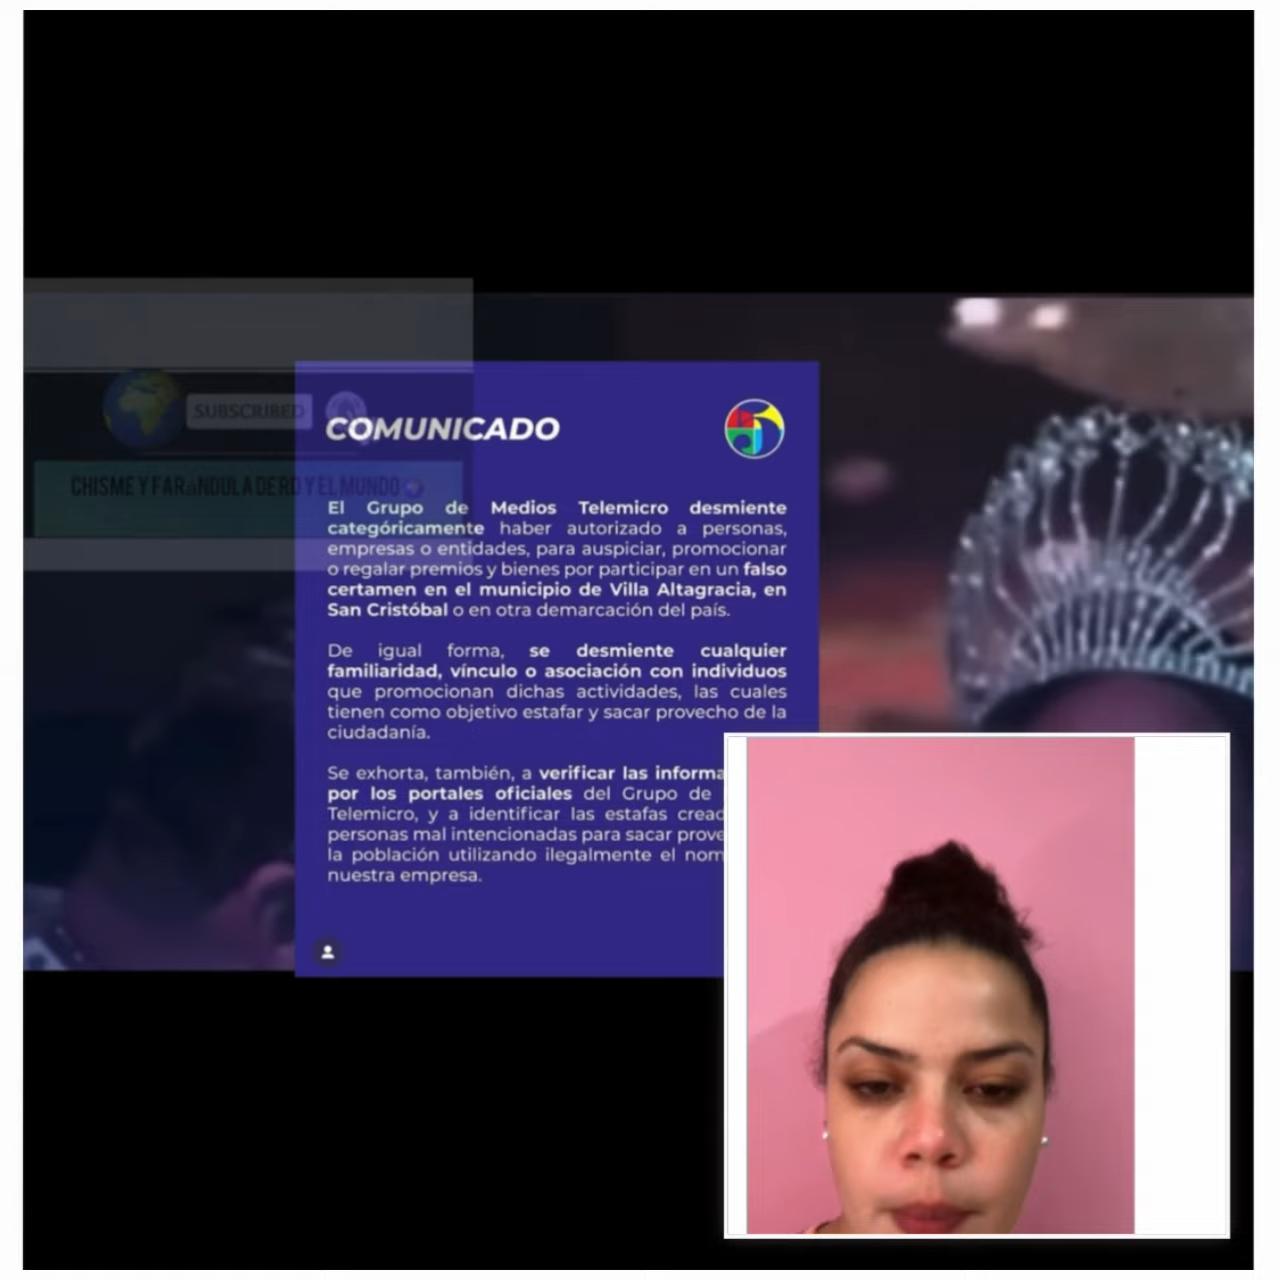 SUBSCRIBED
COMUNICADO
CHISME Y FARáNDULA DE RD Y EL MUNDO
El Grupo de Medios Telemicro desmiente
categóricamente haber autorizado a personas,
empresas o entidades, para auspiciar, promocionar
o regalar premios y bienes por participar en un falso
certamen en el municipio de Villa Altagracia, en
San Cristóbal o en otra demarcación del país.
De igual forma, se desmiente cualquier
familiaridad, vínculo o asociación con individuos
que promocionan dichas actividades, las cuales
tienen como objetivo estafar y sacar provecho de la
ciudadanía.
Se exhorta, también, a verificar las informa
por los portales oficiales del Grupo de
Telemicro, y a identificar las estafas cread
personas mal intencionadas para sacar prove
la población utilizando ilegalmente el nom
nuestra empresa.